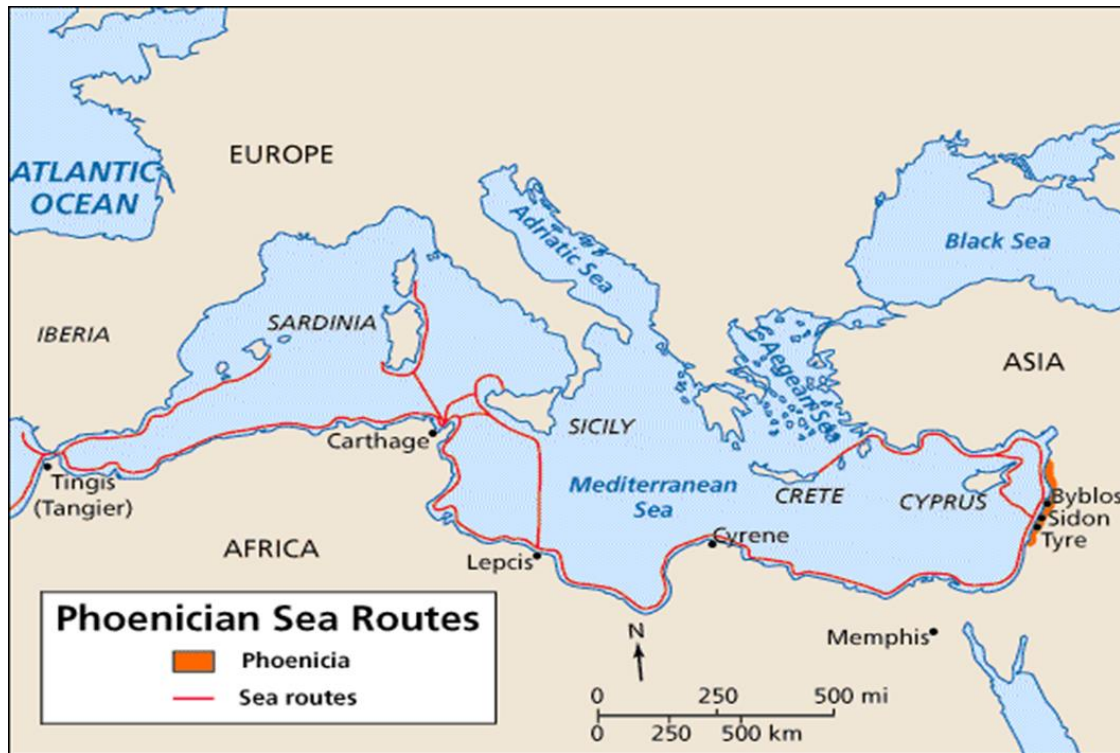 EUROPE
ATLANTIC
OCEAN
Adriatic Sea
Black Sea
IBERIA
SARDINIA
Aegean Sea
ASIA
SICILY
Carthage
Tingis
(Tangier)
Mediterranean
Sea
CRETE
CYPRUS
Byblos
Sidon
Tyre
Cyrene
AFRICA
Lepcis
Memphis
Phoenician Sea Routes
Phoenicia
Sea routes
N
0 250 500 mi
0 250 500 km